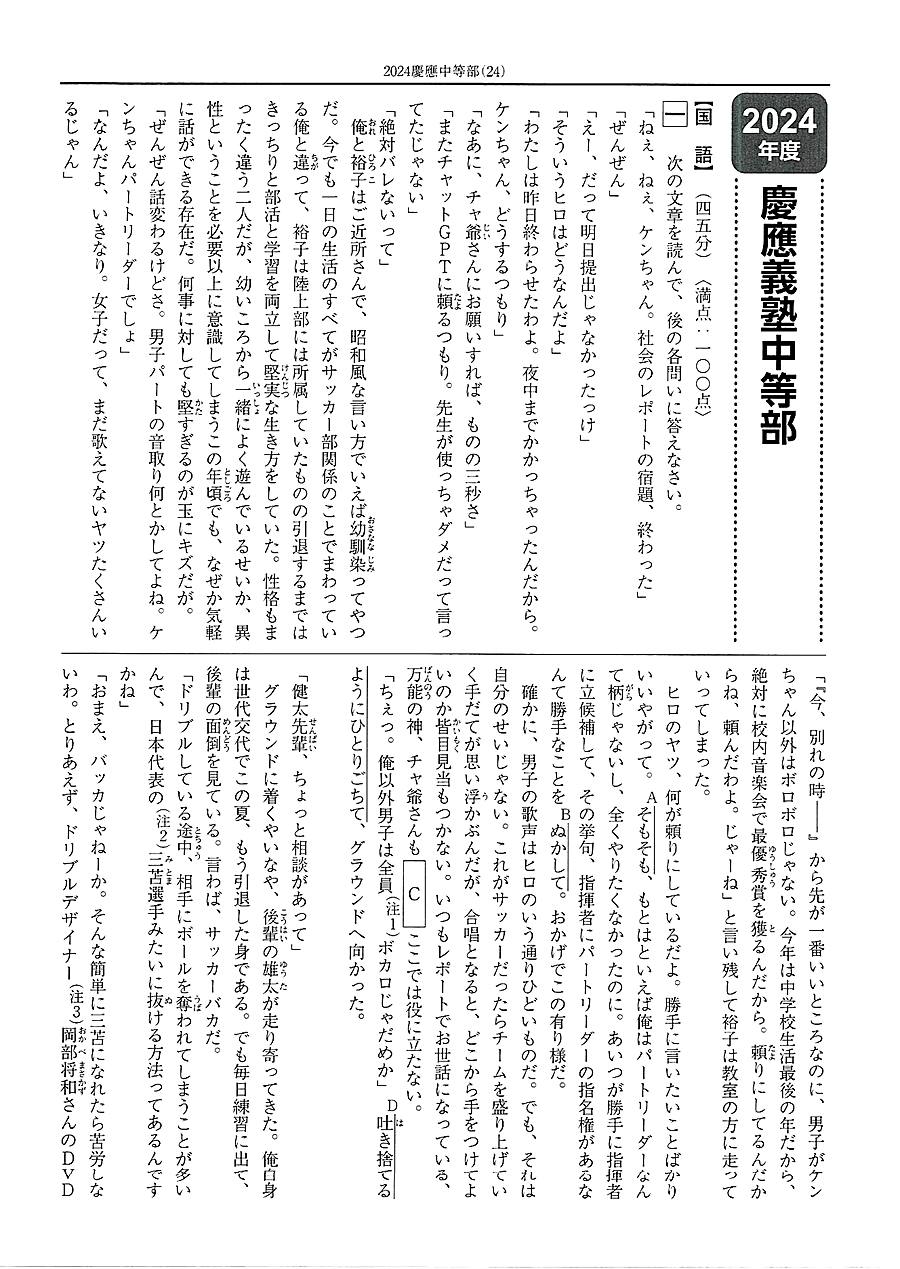 2024慶應中等部(24)
2024年度
慶應義塾中等部
【国 語】 (四五分) 〈満点：一〇〇点〉
一 次の文章を読んで、後の各問いに答えなさい。
「ねぇ、ねぇ、ケンちゃん。社会のレポートの宿題、終わった」
「ぜんぜん」
「えー、だって明日提出じゃなかったっけ」
「そういうヒロはどうなんだよ」
「わたしは昨日終わらせたわよ。夜中までかかっちゃったんだから。
ケンちゃん、どうするつもり」
「なあに、チャ爺さんにお願いすれば、ものの三秒さ」
「またチャットGPTに頼るつもり。先生が使っちゃダメだって言っ
てたじゃない」
「絶対バレないって」
俺と裕子はご近所さんで、昭和風な言い方でいえば幼馴染ってやつ
だ。今でも一日の生活のすべてがサッカー部関係のことでまわってい
る俺と違って、裕子は陸上部には所属していたものの引退するまでは
きっちりと部活と学習を両立して堅実な生き方をしていた。性格もま
ったく違う二人だが、幼いころから一緒によく遊んでいるせいか、異
性ということを必要以上に意識してしまうこの年頃でも、なぜか気軽
に話ができる存在だ。何事に対しても堅すぎるのが玉にキズだが。
「ぜんぜん話変わるけどさ。男子パートの音取り何とかしてよね。ケ
ンちゃんパートリーダーでしょ」
「なんだよ、いきなり。女子だって、まだ歌えてないヤツたくさんい
るじゃん」
「『今、別れの時――』から先が一番いいところなのに、男子がケン
ちゃん以外はボロボロじゃない。今年は中学校生活最後の年だから、
絶対に校内音楽会で最優秀賞を獲るんだから。頼りにしてるんだか
らね、頼んだわよ。じゃーね」と言い残して裕子は教室の方に走って
いってしまった。
ヒロのヤツ、何が頼りにしているだよ。勝手に言いたいことばかり
いいやがって。Aそもそも、もとはといえば俺はパートリーダーなん
て柄じゃないし、全くやりたくなかったのに。あいつが勝手に指揮者
に立候補して、その挙句、指揮者にパートリーダーの指名権があるな
んて勝手なことをBぬかして。おかげでこの有り様だ。
確かに、男子の歌声はヒロのいう通りひどいものだ。でも、それは
自分のせいじゃない。これがサッカーだったらチームを盛り上げてい
く手だてが思い浮かぶんだが、合唱となると、どこから手をつけてよ
いのか皆目見当もつかない。いつもレポートでお世話になっている、
万能の神、チャ爺さんも C ここでは役に立たない。
「ちぇっ。俺以外男子は全員(注1)ボカロじゃだめか」D吐き捨てる
ようにひとりごちて、グラウンドへ向かった。
「健太先輩、ちょっと相談があって」
グラウンドに着くやいなや、後輩の雄太が走り寄ってきた。俺自身
は世代交代でこの夏、もう引退した身である。でも毎日練習に出て、
後輩の面倒を見ている。言わば、サッカーバカだ。
「ドリブルしている途中、相手にボールを奪われてしまうことが多い
んで、日本代表の(注2)三苫選手みたいに抜ける方法ってあるんです
かね」
「おまえ、バッカじゃねーか。そんな簡単に三苫になれたら苦労しな
いわ。とりあえず、ドリブルデザイナー(注3)岡部将和さんのDVD